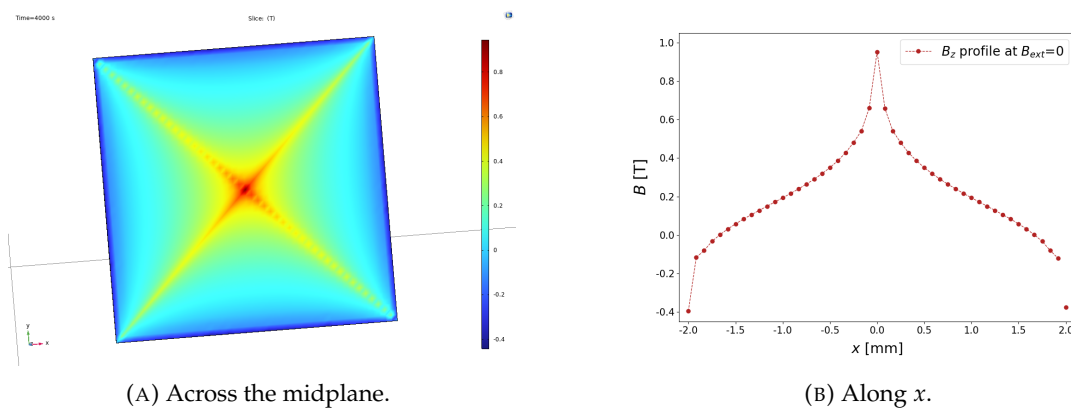 Time=4000 s
Slice: (T)
0.8
0.6
0.4
0.2
0
-0.2
-0.4
y
x
(A) Across the midplane.
B_z profile at B_ext=0
1.0
0.8
0.6
0.4
0.2
0.0
-0.2
-0.4
B [T]
-2.0 -1.5 -1.0 -0.5 0.0 0.5 1.0 1.5 2.0
x [mm]
(B) Along x.